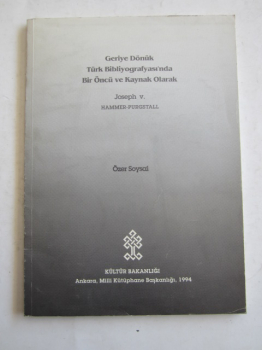 Geriye Dönük
Türk Bibliyografyası'nda
Bir Öncü ve Kaynak Olarak
Joseph v.
HAMMER-PURGSTALL
Özer Soysal
KÜLTÜR BAKANLIĞI
Ankara, Milli Kütüphane Başkanlığı, 1994